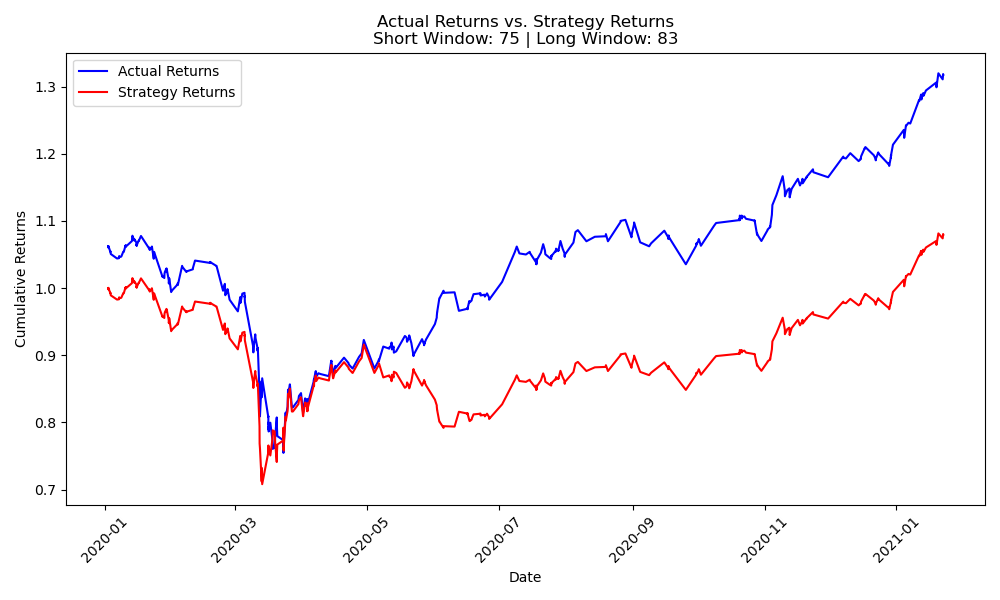 Actual Returns vs. Strategy Returns
Short Window: 75 | Long Window: 83
Actual Returns
Strategy Returns
Cumulative Returns
1.3
1.2
1.1
1.0
0.9
0.8
0.7
2020-01
2020-03
2020-05
2020-07
2020-09
2020-11
2021-01
Date